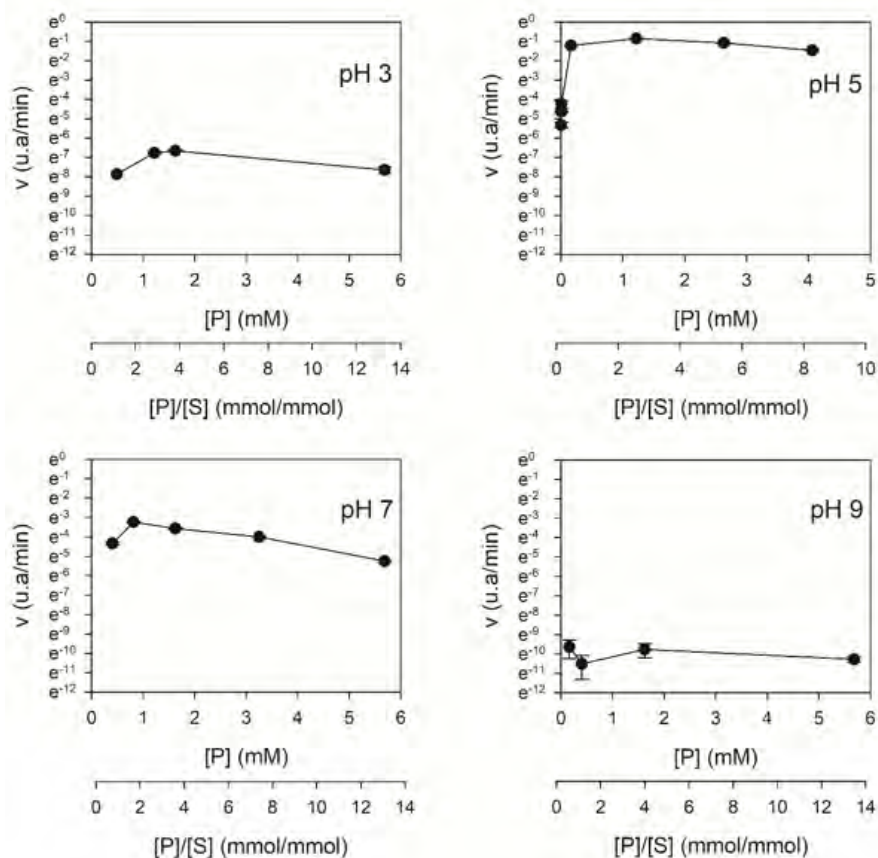 e⁰
e⁻¹
e⁻²
e⁻³
e⁻⁴
e⁻⁵
e⁻⁶
e⁻⁷
e⁻⁸
e⁻⁹
e⁻¹⁰
e⁻¹¹
e⁻¹²
v (u.a/min)
pH 3
0 1 2 3 4 5 6
[P] (mM)
0 2 4 6 8 10 12 14
[P]/[S] (mmol/mmol)
e⁰
e⁻¹
e⁻²
e⁻³
e⁻⁴
e⁻⁵
e⁻⁶
e⁻⁷
e⁻⁸
e⁻⁹
e⁻¹⁰
e⁻¹¹
e⁻¹²
v (u.a/min)
pH 5
0 1 2 3 4 5
[P] (mM)
0 2 4 6 8 10
[P]/[S] (mmol/mmol)
e⁰
e⁻¹
e⁻²
e⁻³
e⁻⁴
e⁻⁵
e⁻⁶
e⁻⁷
e⁻⁸
e⁻⁹
e⁻¹⁰
e⁻¹¹
e⁻¹²
v (u.a/min)
pH 7
0 1 2 3 4 5 6
[P] (mM)
0 2 4 6 8 10 12 14
[P]/[S] (mmol/mmol)
e⁰
e⁻¹
e⁻²
e⁻³
e⁻⁴
e⁻⁵
e⁻⁶
e⁻⁷
e⁻⁸
e⁻⁹
e⁻¹⁰
e⁻¹¹
e⁻¹²
v (u.a/min)
pH 9
0 1 2 3 4 5 6
[P] (mM)
0 2 4 6 8 10 12 14
[P]/[S] (mmol/mmol)